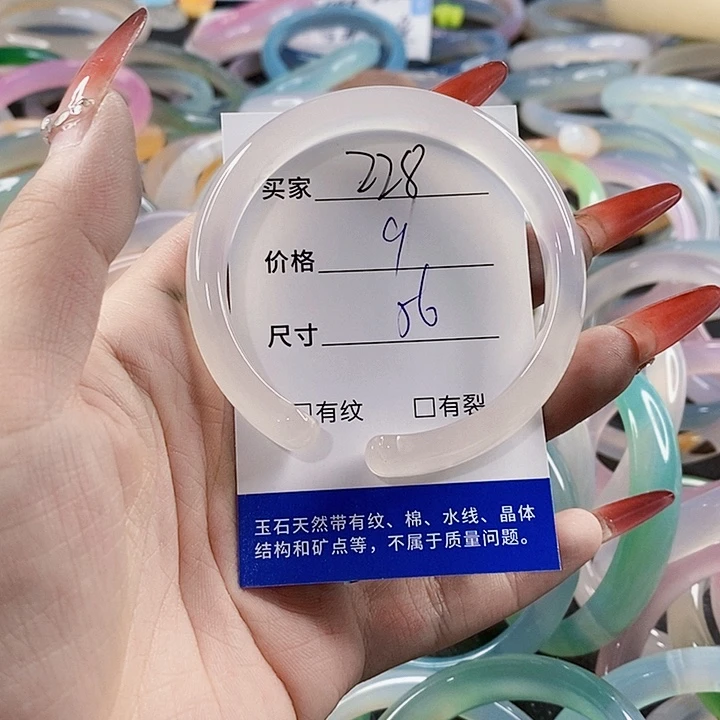 买家 228
价格 9
尺寸 56
□有纹 □有裂
玉石天然带有纹、棉、水线、晶体
结构和矿点等，不属于质量问题。